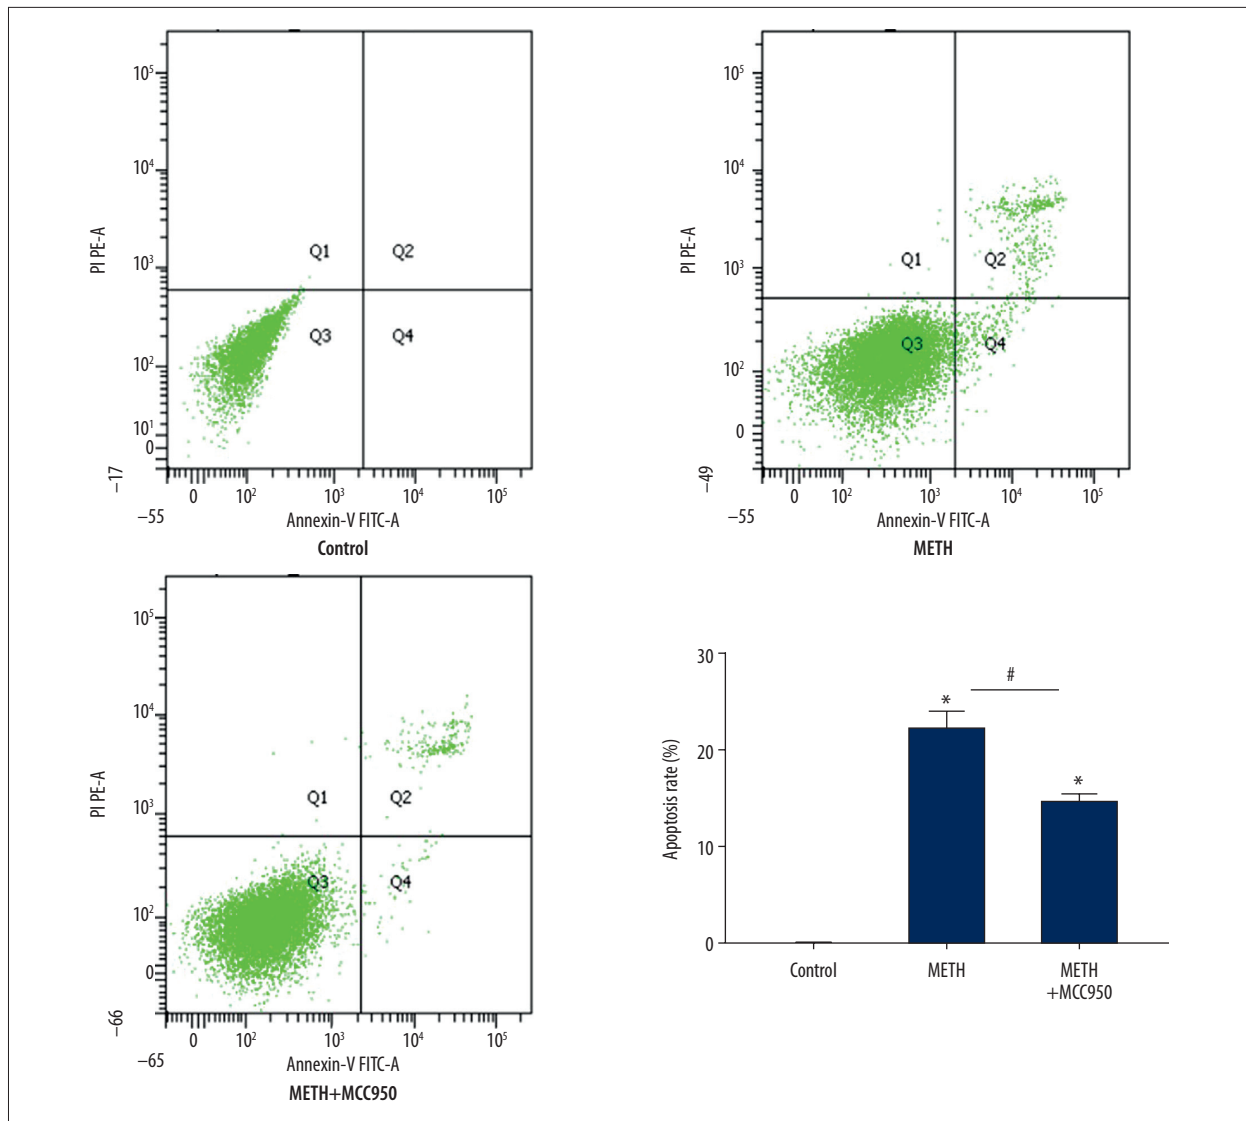 10⁵
10⁴
10³
10²
10¹
0
–17
PI PE-A
Q1
Q2
Q3
Q4
–55
0
10²
10³
10⁴
10⁵
Annexin-V FITC-A
Control
10⁵
10⁴
10³
10²
0
–49
PI PE-A
Q1
Q2
Q3
Q4
–55
0
10²
10³
10⁴
10⁵
Annexin-V FITC-A
METH
10⁵
10⁴
10³
10²
0
–66
PI PE-A
Q1
Q2
Q3
Q4
–65
0
10²
10³
10⁴
10⁵
Annexin-V FITC-A
METH+MCC950
30
20
10
0
Apoptosis rate (%)
*
#
*
Control
METH
METH
+MCC950